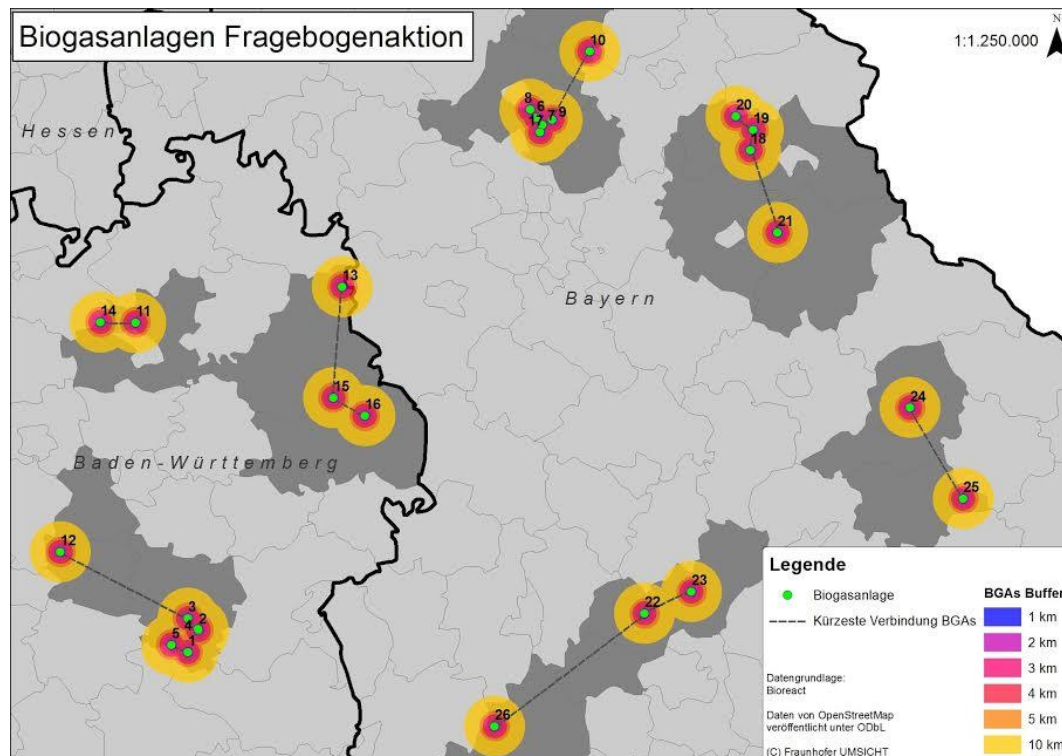 Biogasanlagen Fragebogenaktion
N
1:1.250.000
Hessen
Bayern
Baden-Württemberg
10
8
6
7
9
17
20
19
18
21
13
14
11
15
16
24
25
12
3
2
4
5
1
23
22
26
Legende
Biogasanlage
Kürzeste Verbindung BGAs
BGAs Buffer
1 km
2 km
3 km
4 km
5 km
10 km
Datengrundlage:
Bioreact
Daten von OpenStreetMap
veröffentlicht unter ODbL
(C) Fraunhofer UMSICHT